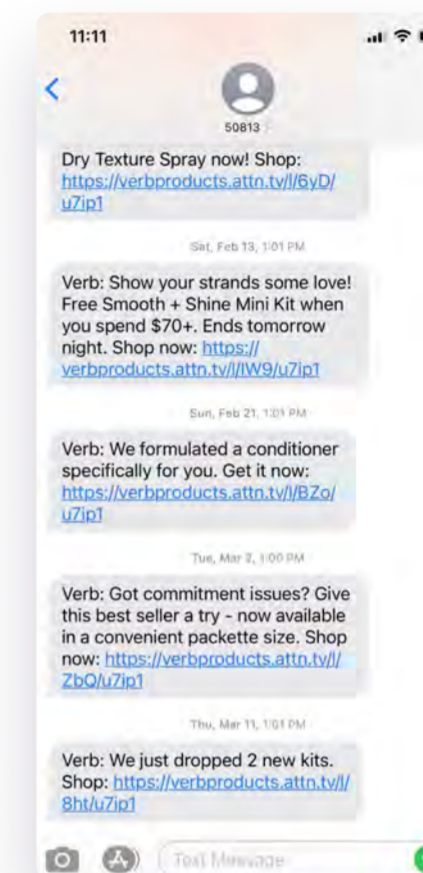 11:11
50813
Dry Texture Spray now! Shop:
https://verbproducts.attn.tv/l/6yD/
u7ip1
Sat, Feb 13, 1:01 PM
Verb: Show your strands some love!
Free Smooth + Shine Mini Kit when
you spend $70+. Ends tomorrow
night. Shop now: https://
verbproducts.attn.tv/l/IW9/u7ip1
Sun, Feb 21, 1:01 PM
Verb: We formulated a conditioner
specifically for you. Get it now:
https://verbproducts.attn.tv/l/BZo/
u7ip1
Tue, Mar 2, 1:00 PM
Verb: Got commitment issues? Give
this best seller a try - now available
in a convenient packette size. Shop
now: https://verbproducts.attn.tv/l/
ZbQ/u7ip1
Thu, Mar 11, 1:01 PM
Verb: We just dropped 2 new kits.
Shop: https://verbproducts.attn.tv/l/
8ht/u7ip1
Text Message